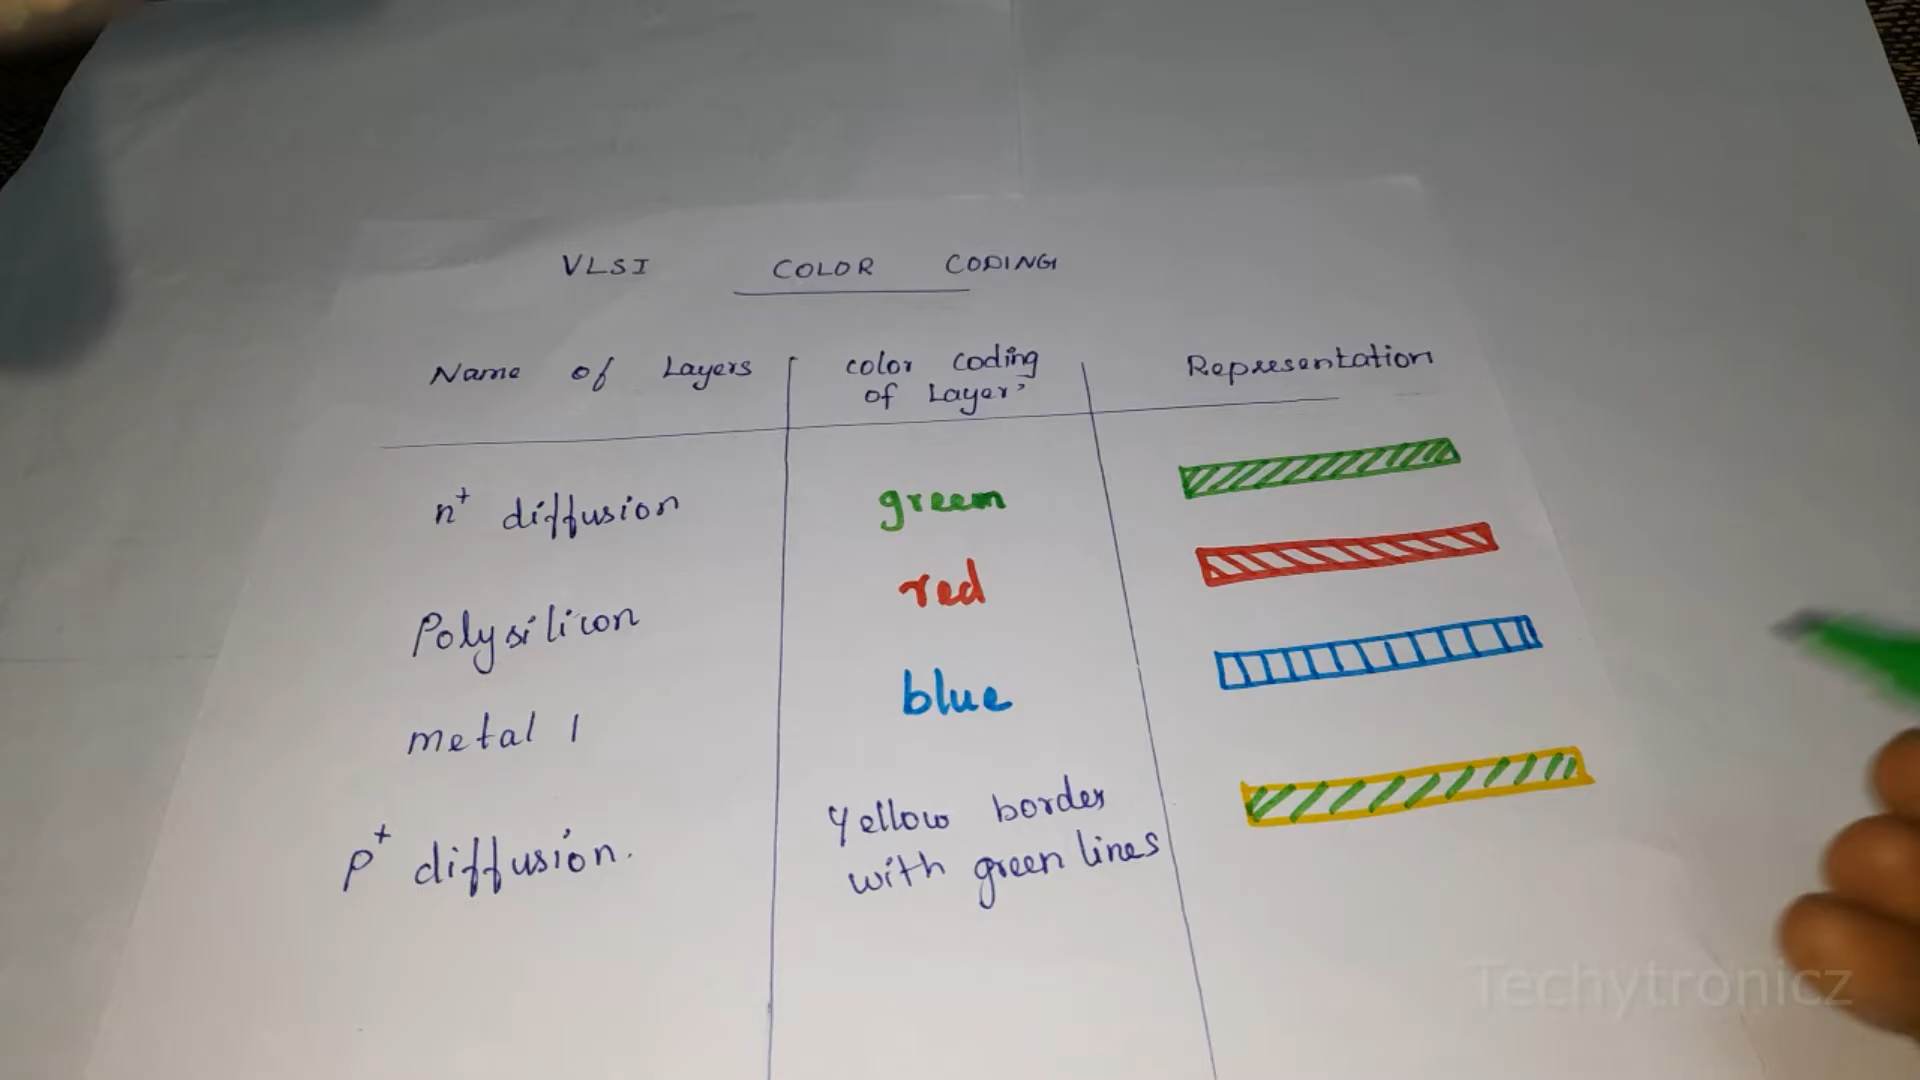 VLSI COLOR CODING
Name of Layers
color coding
of Layer's
Representation
n+ diffusion
green
Polysilicon
red
metal 1
blue
p+ diffusion.
Yellow border
with green lines
Techytronicz